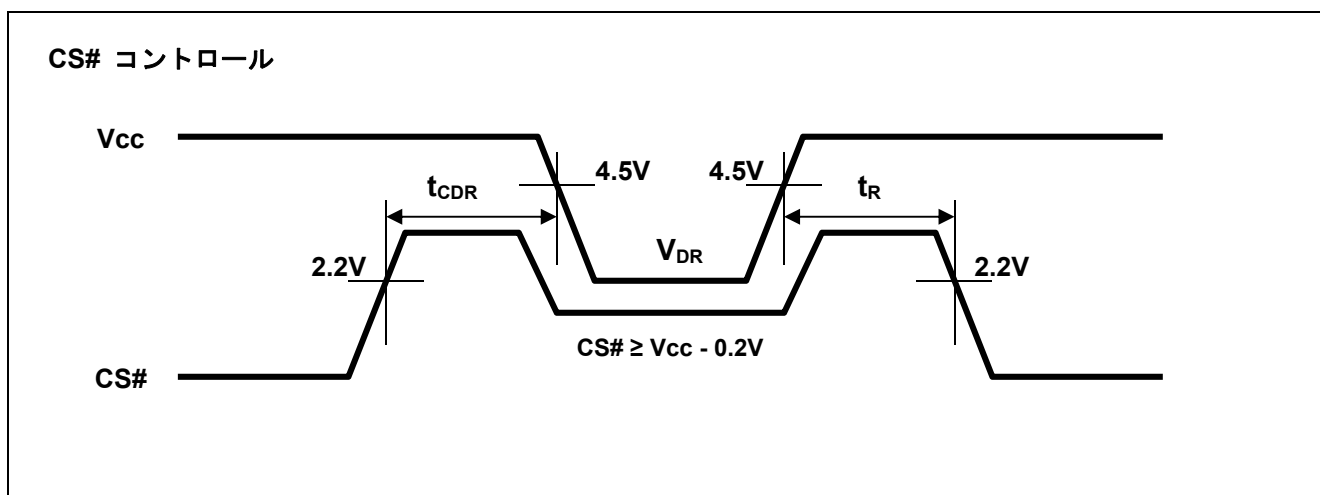 CS# コントロール
Vcc
4.5V
4.5V
tCDR
tR
VDR
2.2V
2.2V
CS# ≥ Vcc - 0.2V
CS#